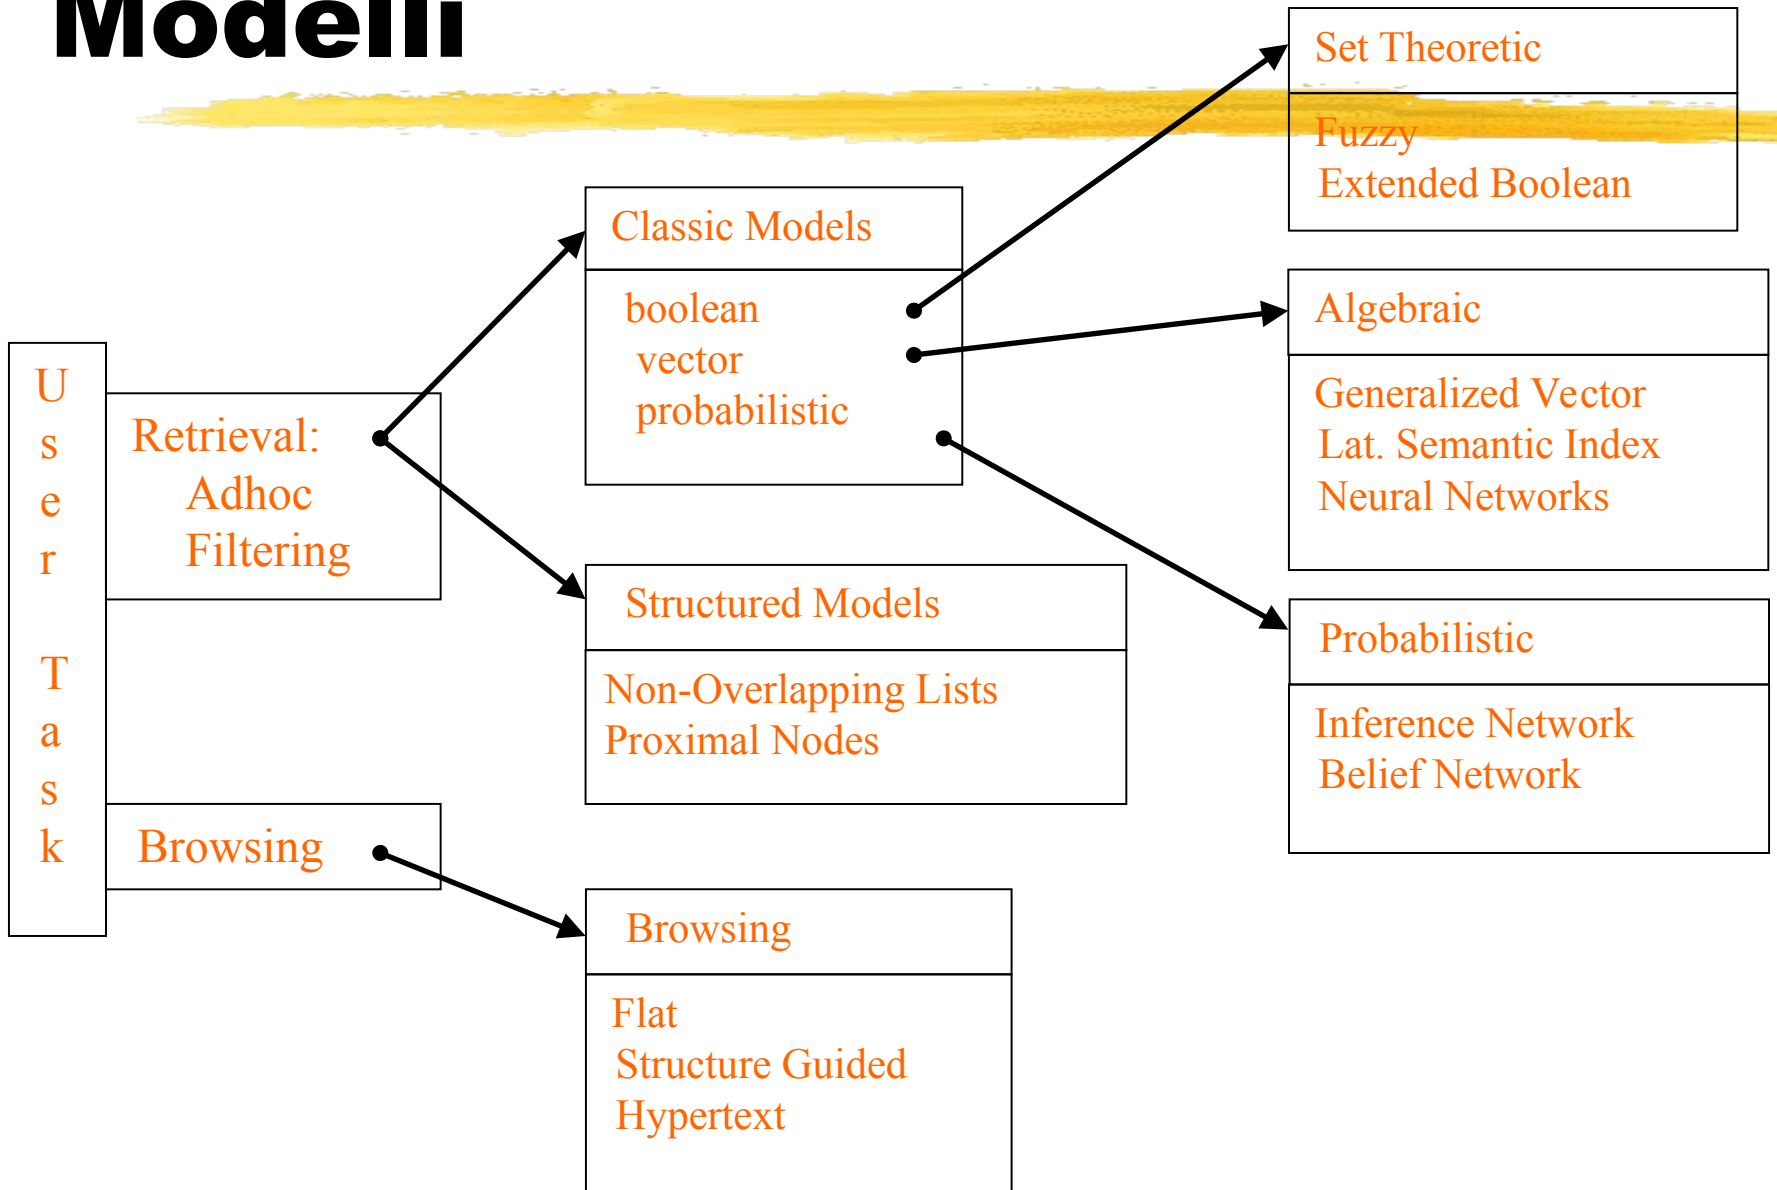 Modelli
User Task
Retrieval:
Adhoc
Filtering
Browsing
Classic Models
boolean
vector
probabilistic
Structured Models
Non-Overlapping Lists
Proximal Nodes
Browsing
Flat
Structure Guided
Hypertext
Set Theoretic
Fuzzy
Extended Boolean
Algebraic
Generalized Vector
Lat. Semantic Index
Neural Networks
Probabilistic
Inference Network
Belief Network